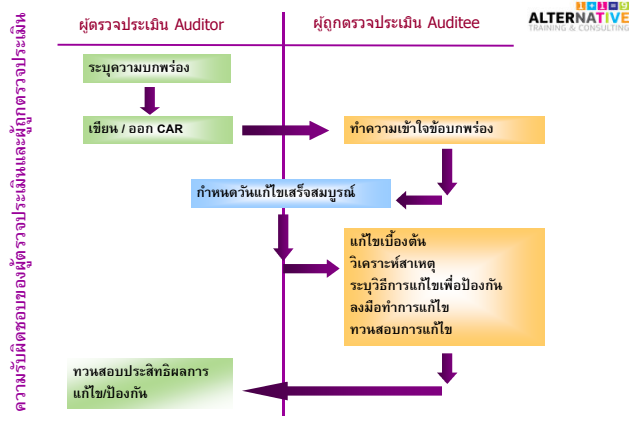 ความรับผิดชอบของผู้ตรวจประเมินและผู้ถูกตรวจประเมิน
ผู้ตรวจประเมิน Auditor
ผู้ถูกตรวจประเมิน Auditee
1+1=9
ALTERNATIVE
TRAINING & CONSULTING
ระบุความบกพร่อง
เขียน / ออก CAR
ทำความเข้าใจข้อบกพร่อง
กำหนดวันแก้ไขเสร็จสมบูรณ์
แก้ไขเบื้องต้น
วิเคราะห์สาเหตุ
ระบุวิธีการแก้ไขเพื่อป้องกัน
ลงมือทำการแก้ไข
ทวนสอบการแก้ไข
ทวนสอบประสิทธิผลการ
แก้ไข/ป้องกัน